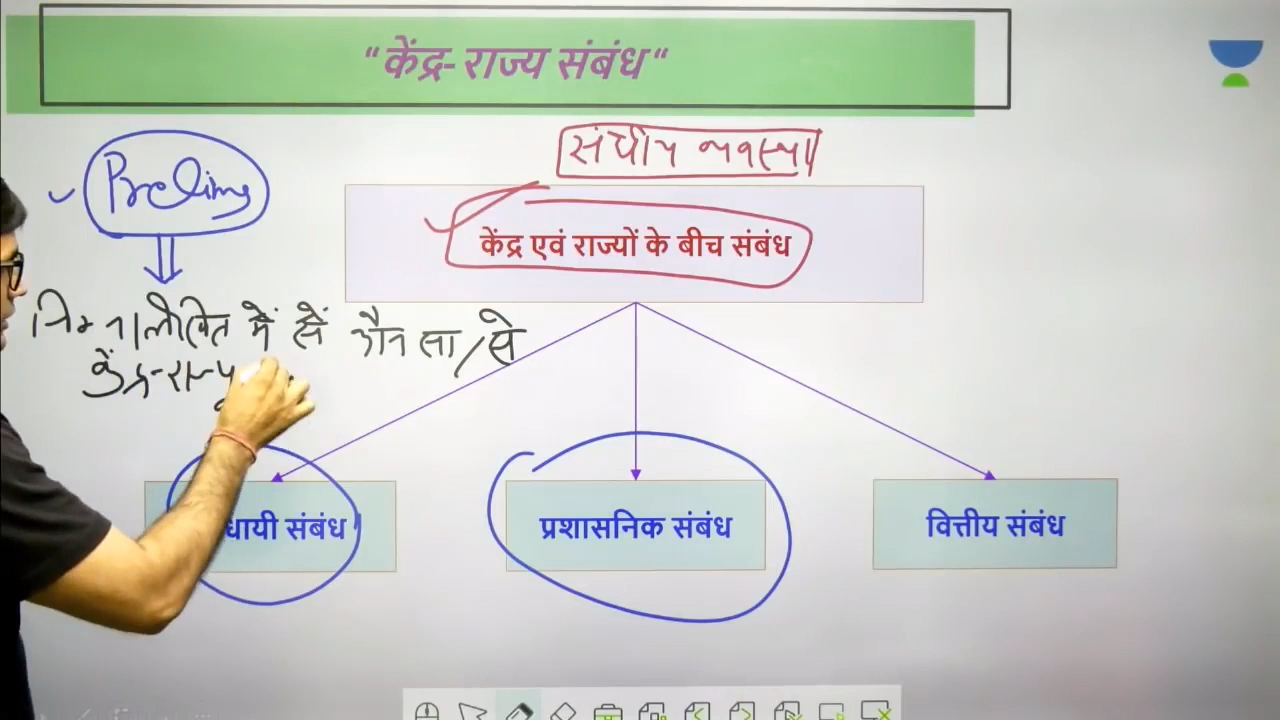 "केंद्र- राज्य संबंध"
संघीय व्यवस्था
Prelims
केंद्र एवं राज्यों के बीच संबंध
निम्नलिखित में से कौन सा/से
केंद्र-राज्य
धायी संबंध
प्रशासनिक संबंध
वित्तीय संबंध